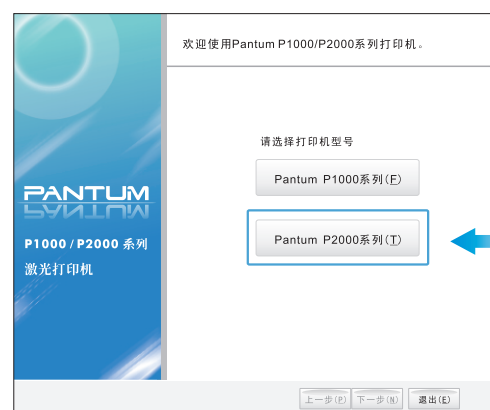 欢迎使用Pantum P1000/P2000系列打印机。
请选择打印机型号
Pantum P1000系列(F)
PANTUM
Pantum P2000系列(T)
P1000 / P2000 系列
激光打印机
上一步(P) 下一步(N) 退出(E)